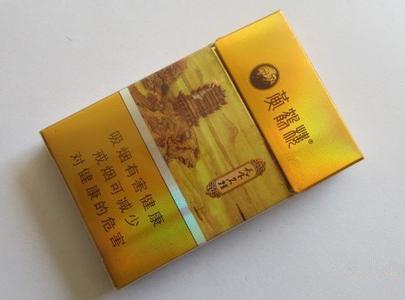 黄鹤楼®
吸烟有害健康
戒烟可减少
对健康的危害